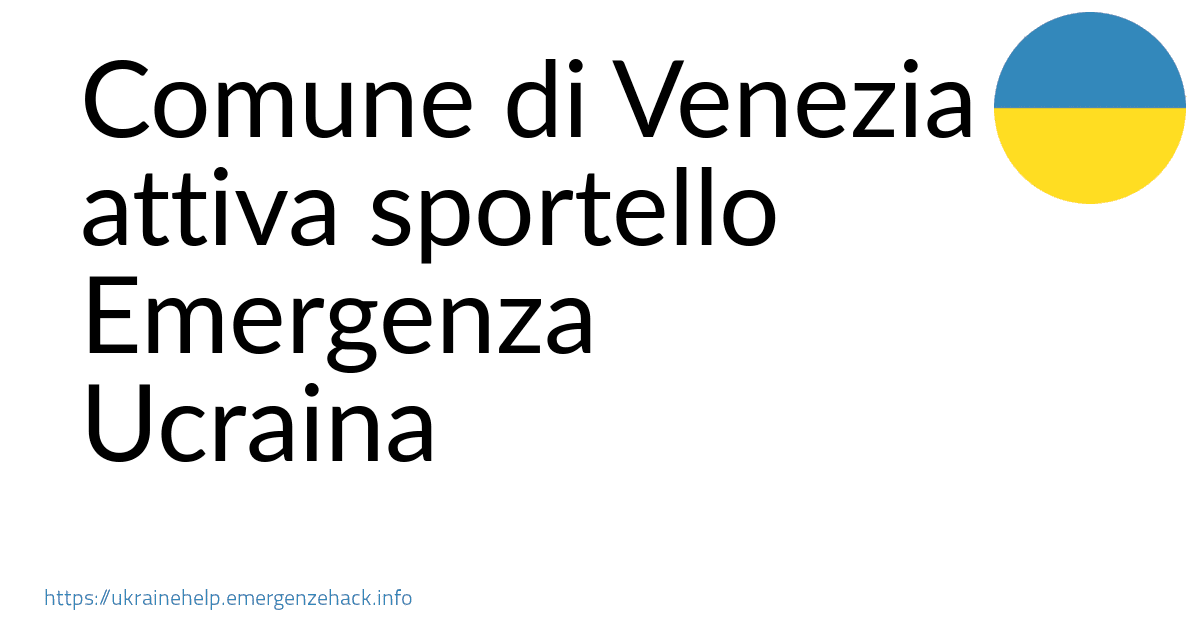 Comune di Venezia
attiva sportello
Emergenza
Ucraina
https://ukrainehelp.emergenzehack.info